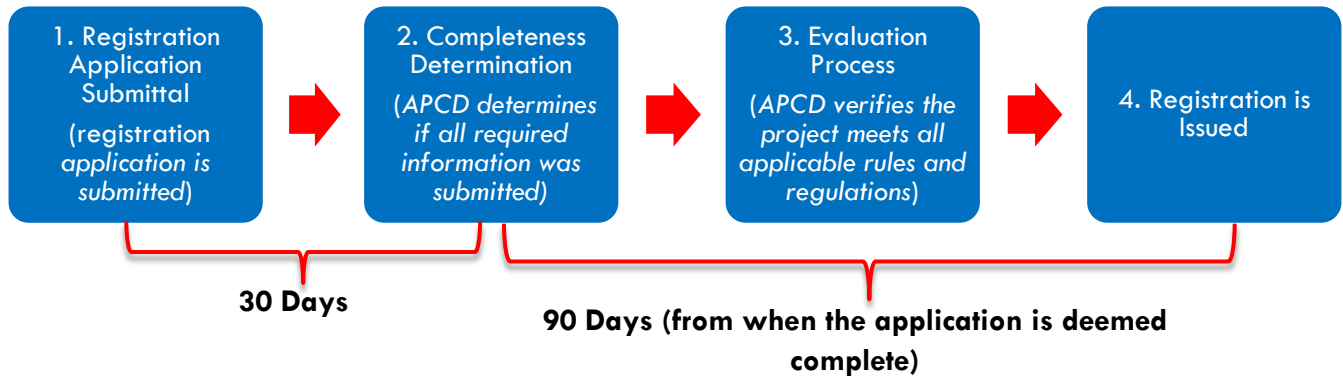 1. Registration
Application
Submittal
(registration
application is
submitted)
2. Completeness
Determination
(APCD determines
if all required
information was
submitted)
3. Evaluation
Process
(APCD verifies the
project meets all
applicable rules and
regulations)
4. Registration is
Issued
30 Days
90 Days (from when the application is deemed
complete)